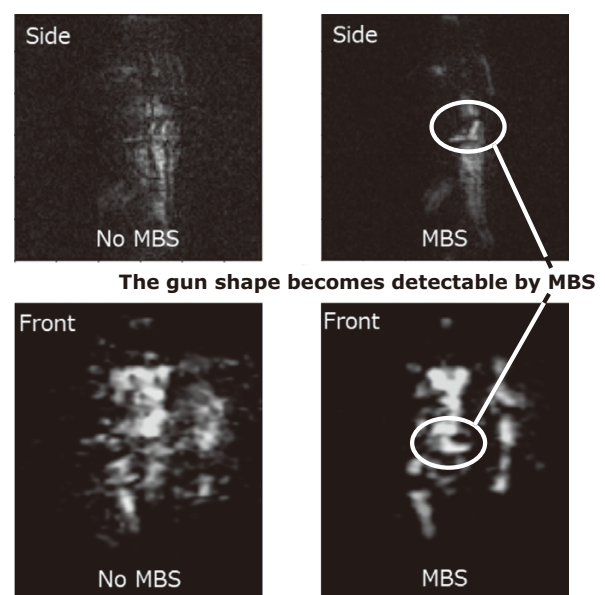 Side
Side
No MBS
MBS
The gun shape becomes detectable by MBS
Front
Front
No MBS
MBS